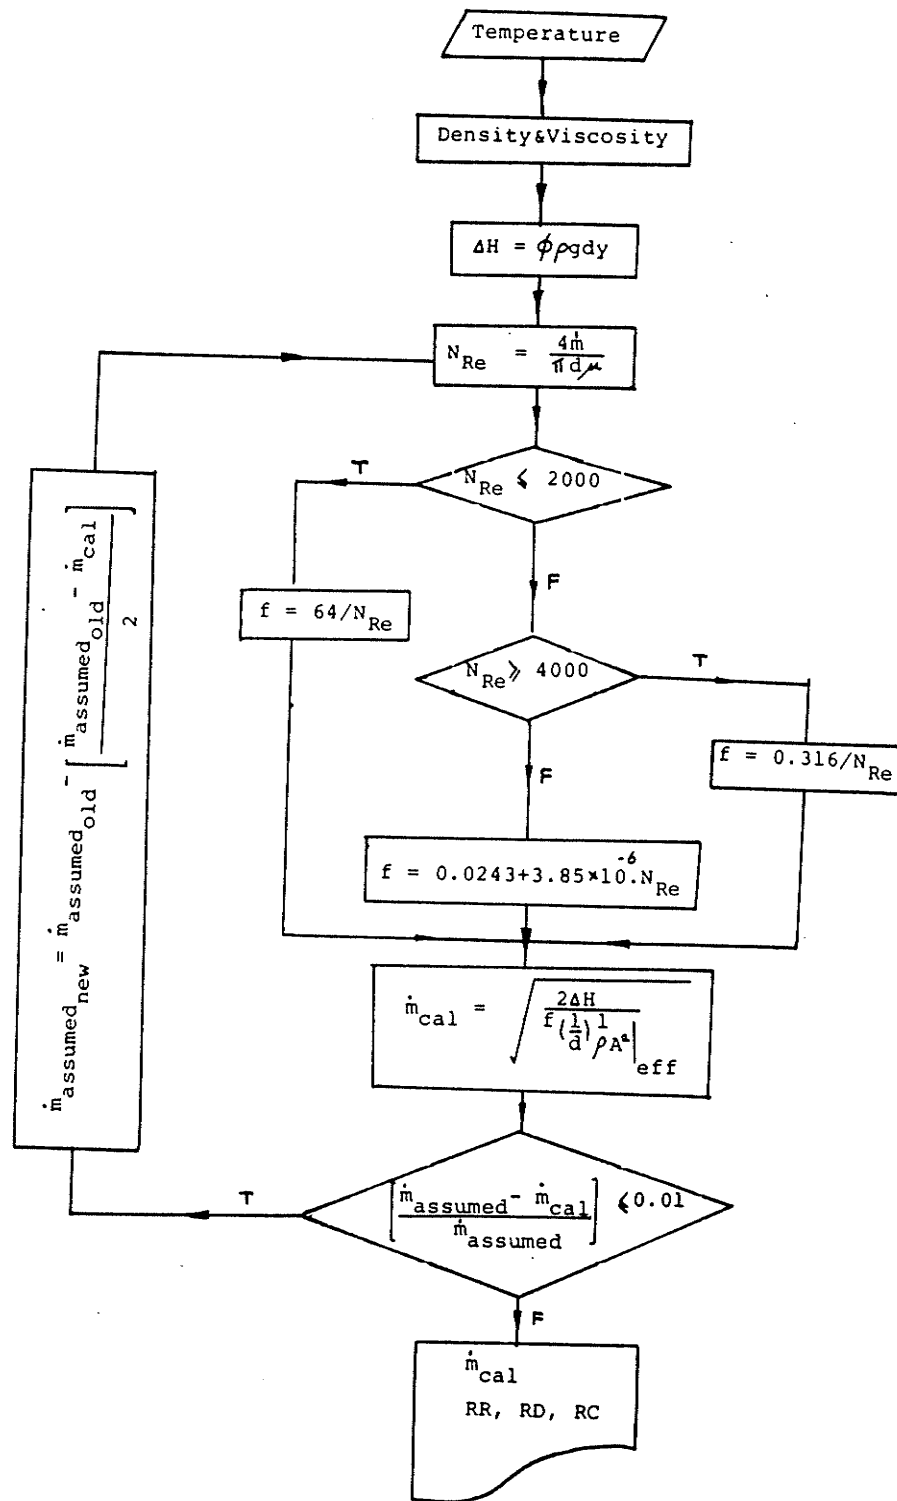 Temperature
Density&Viscosity
ΔH = ϕρgdy
N_Re = 4ṁ / πdμ
N_Re ⩽ 2000
T
F
f = 64/N_Re
N_Re ⩾ 4000
T
F
f = 0.316/N_Re
f = 0.0243+3.85×10^-6.N_Re
ṁ_cal = √(2ΔH / f(l/d) 1/ρA²|eff)
[ṁ_assumed - ṁ_cal / ṁ_assumed] ⩽0.01
T
F
ṁ_assumed_new = ṁ_assumed_old - [ṁ_assumed_old - ṁ_cal / 2]
ṁ_cal
RR, RD, RC